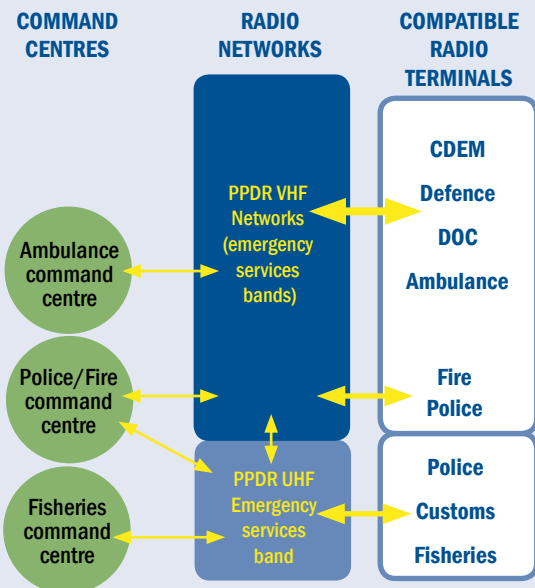 COMMAND
CENTRES
RADIO
NETWORKS
COMPATIBLE
RADIO
TERMINALS
Ambulance
command
centre
Police/Fire
command
centre
Fisheries
command
centre
PPDR VHF
Networks
(emergency
services
bands)
PPDR UHF
Emergency
services
band
CDEM
Defence
DOC
Ambulance
Fire
Police
Police
Customs
Fisheries